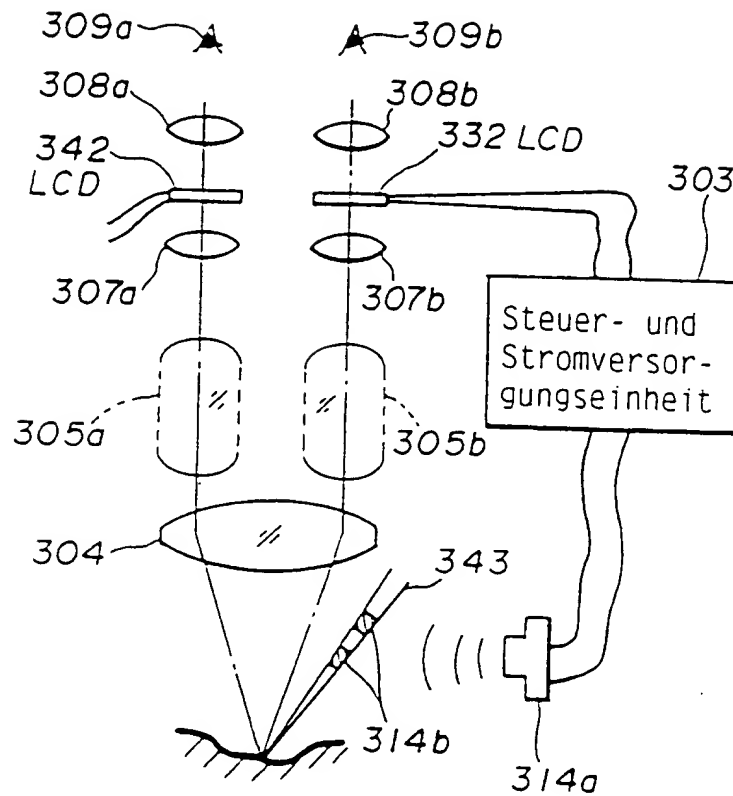 309a
309b
308a
308b
342
LCD
332 LCD
303
307a
307b
Steuer- und
Stromversor-
gungseinheit
305a
305b
304
343
314b
314a